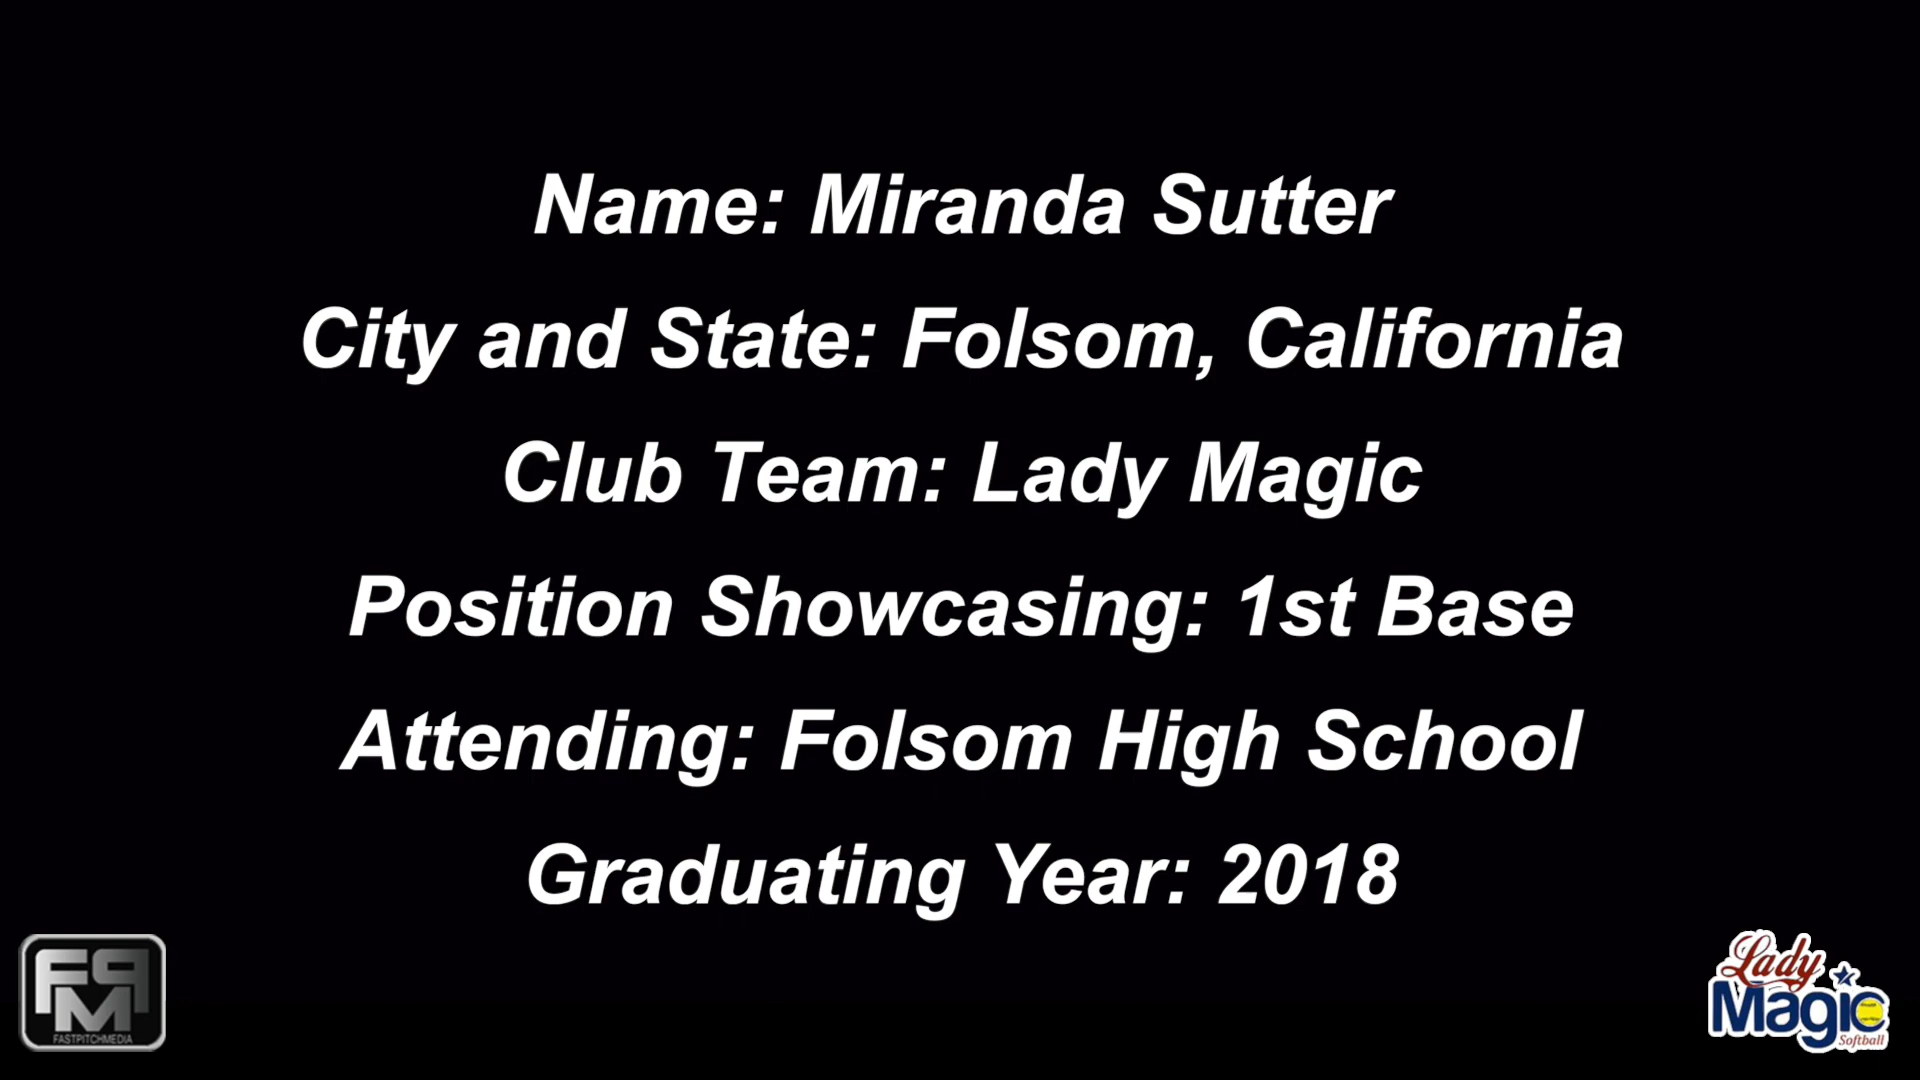 Name: Miranda Sutter
City and State: Folsom, California
Club Team: Lady Magic
Position Showcasing: 1st Base
Attending: Folsom High School
Graduating Year: 2018
FPM
FASTPITCHMEDIA
Lady
Magic
Softball